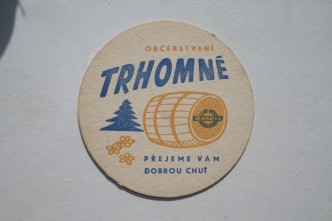 OBČERSTVENÍ
TRHOMNÉ
PŘEJEME VÁM
DOBROU CHUŤ